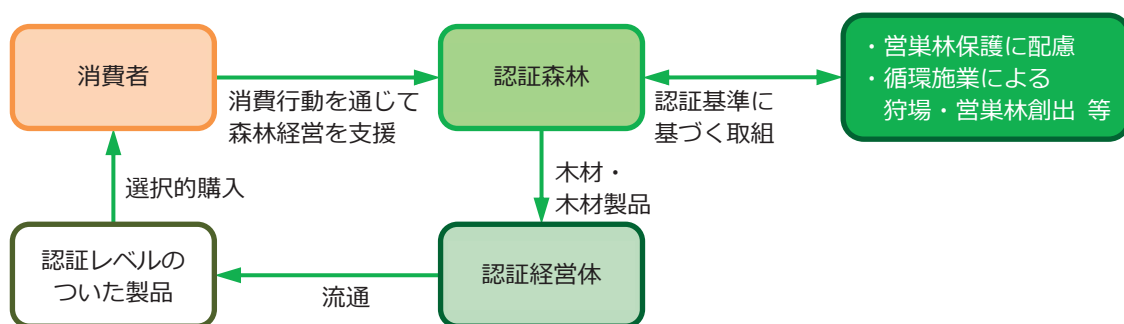 消費者
消費行動を通じて
森林経営を支援
認証森林
認証基準に
基づく取組
・営巣林保護に配慮
・循環施業による
狩場・営巣林創出 等
木材・
木材製品
認証経営体
流通
認証レベルの
ついた製品
選択的購入